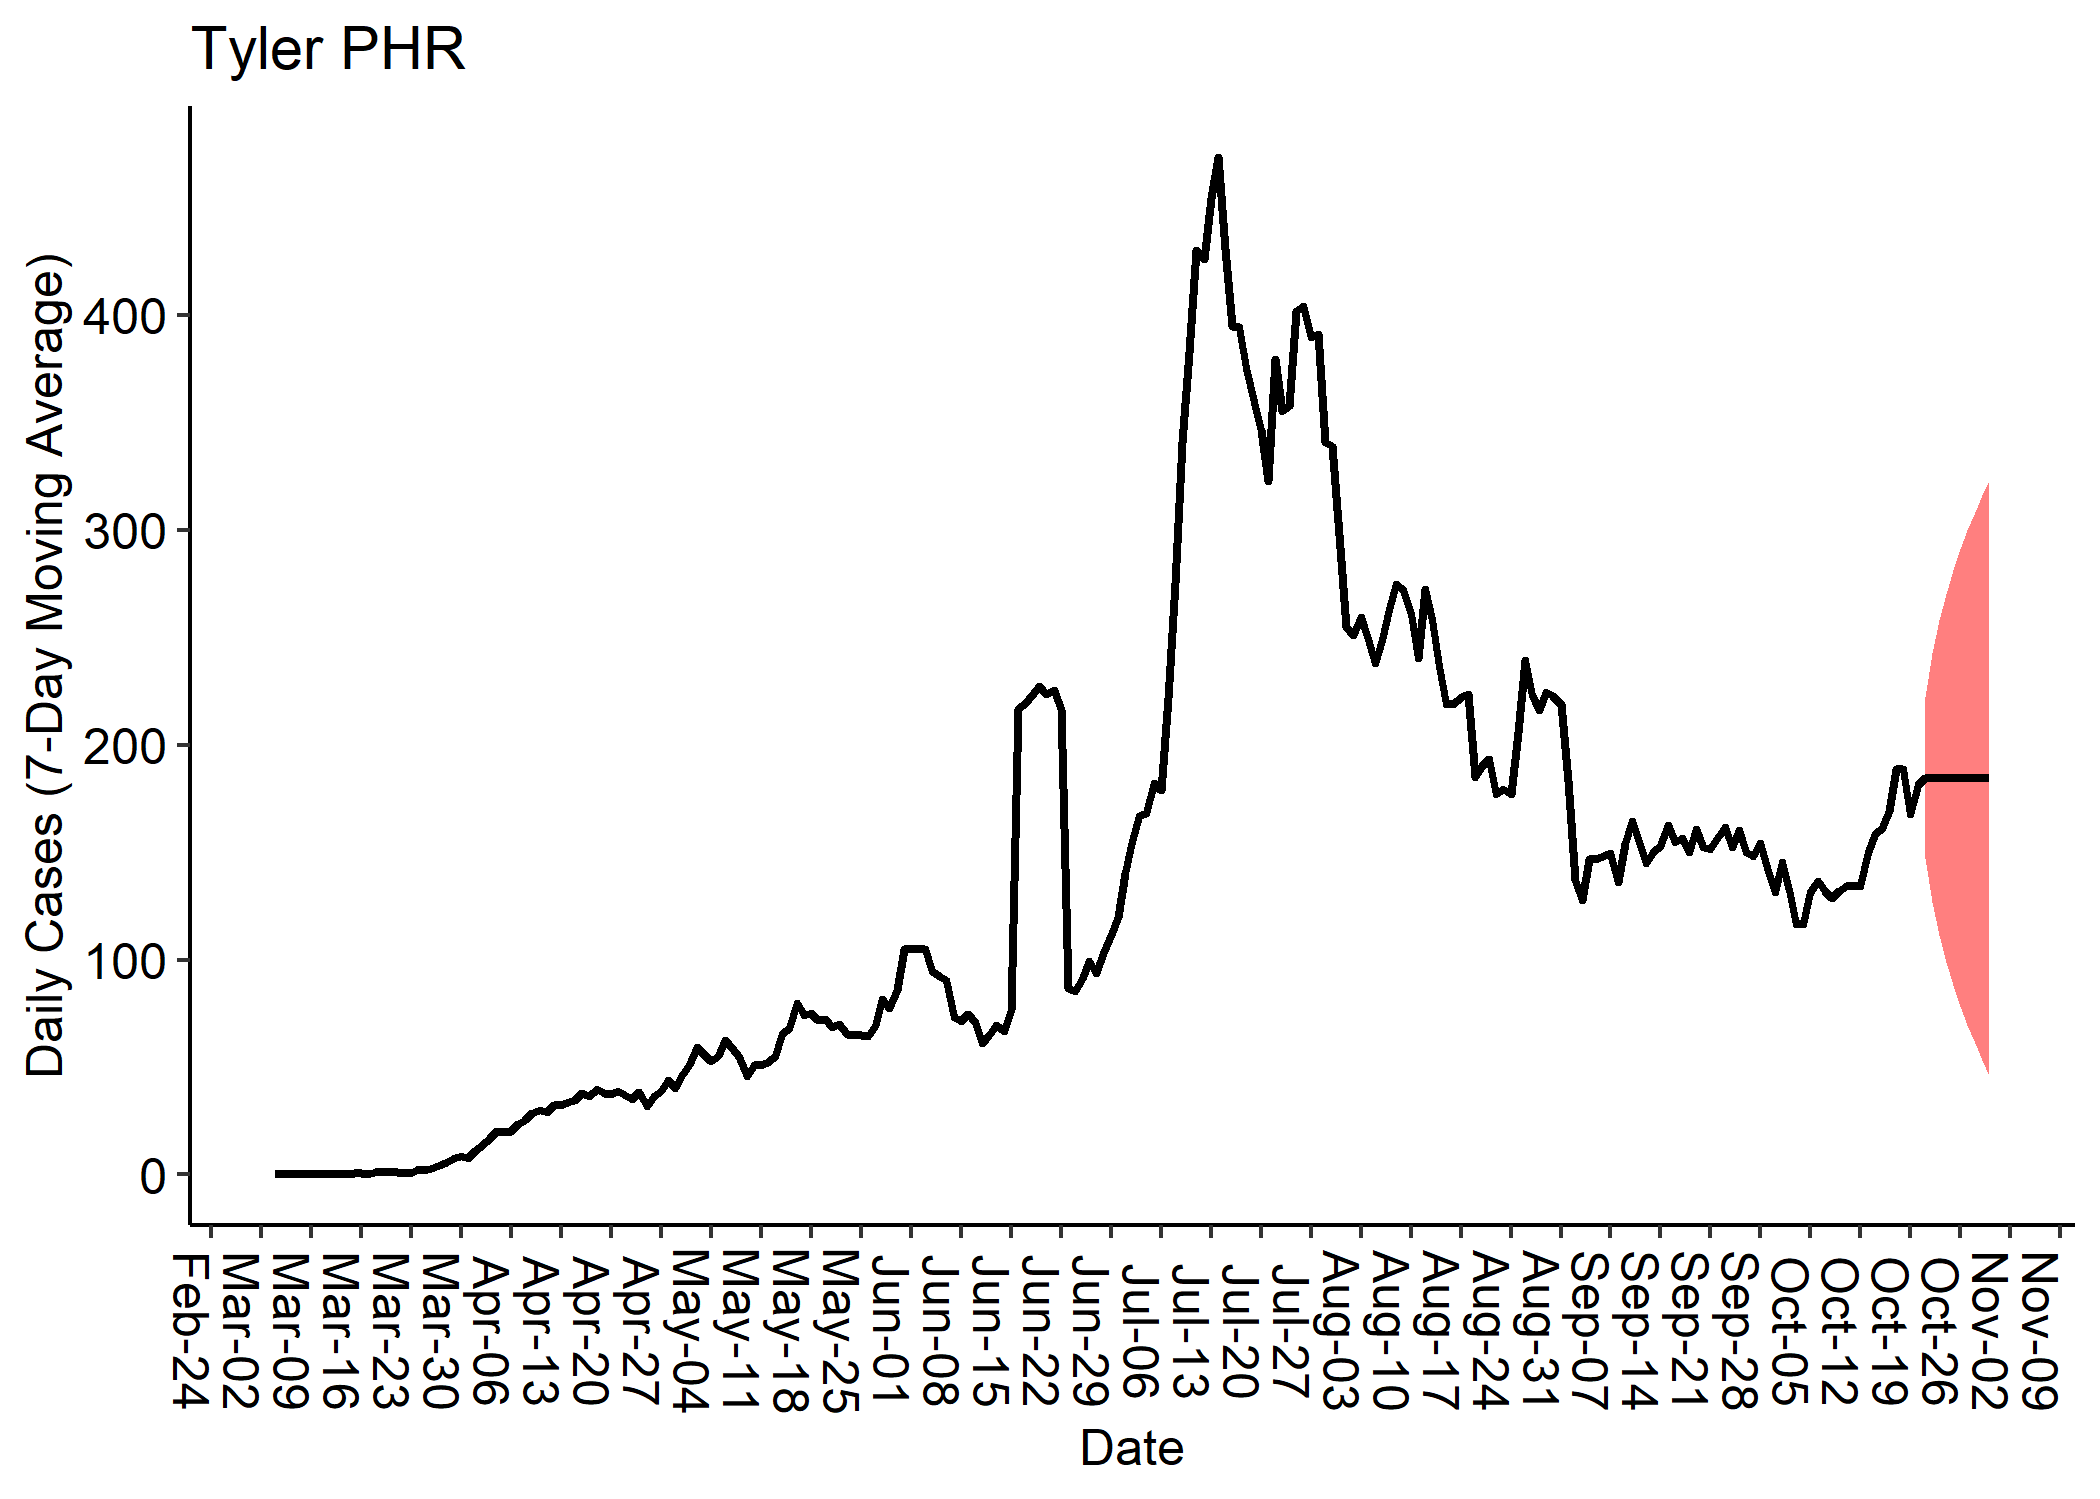 Tyler PHR
Daily Cases (7-Day Moving Average)
400
300
200
100
0
Feb-24
Mar-02
Mar-09
Mar-16
Mar-23
Mar-30
Apr-06
Apr-13
Apr-20
Apr-27
May-04
May-11
May-18
May-25
Jun-01
Jun-08
Jun-15
Jun-22
Jun-29
Jul-06
Jul-13
Jul-20
Jul-27
Aug-03
Aug-10
Aug-17
Aug-24
Aug-31
Sep-07
Sep-14
Sep-21
Sep-28
Oct-05
Oct-12
Oct-19
Oct-26
Nov-02
Nov-09
Date